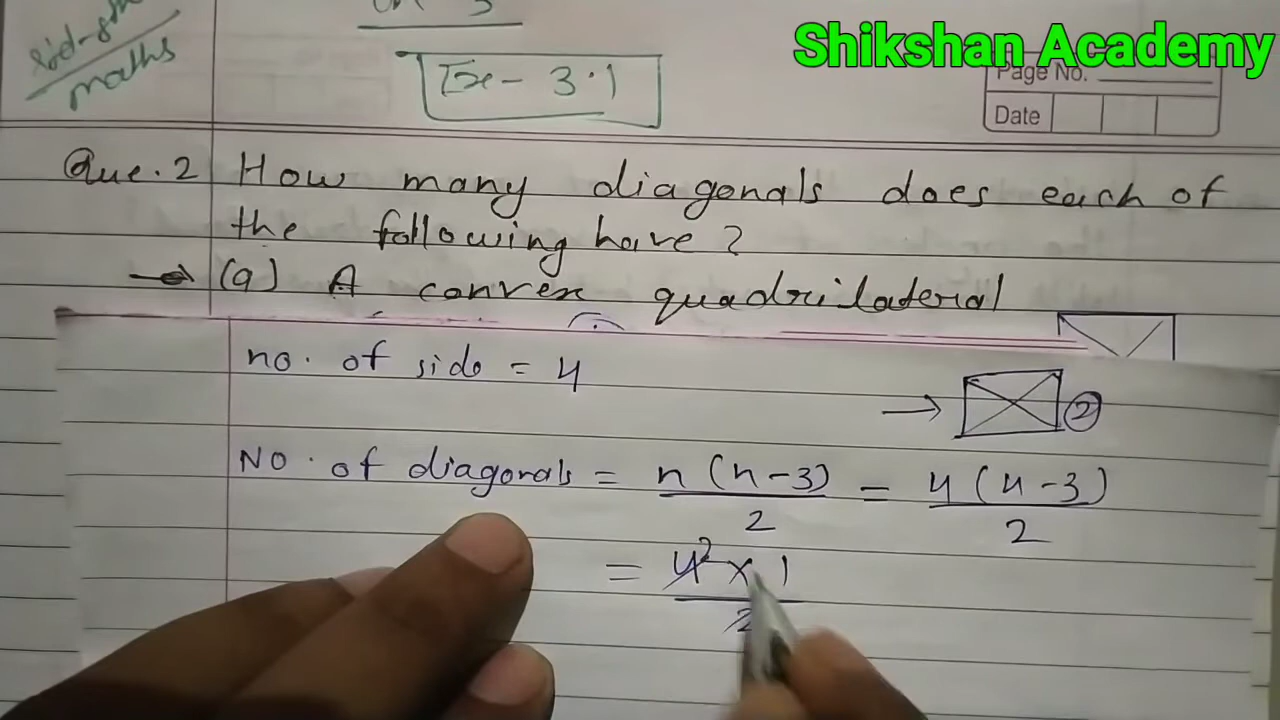 Shikshan Academy
maths
Ex - 3.1
Page No.
Date
Que. 2 How many diagonals does each of
the following have ?
(a) A convex quadrilateral
no. of side = 4
2
NO. of diagonals = n(n-3)/2 = 4(4-3)/2
= 4² × 1/2